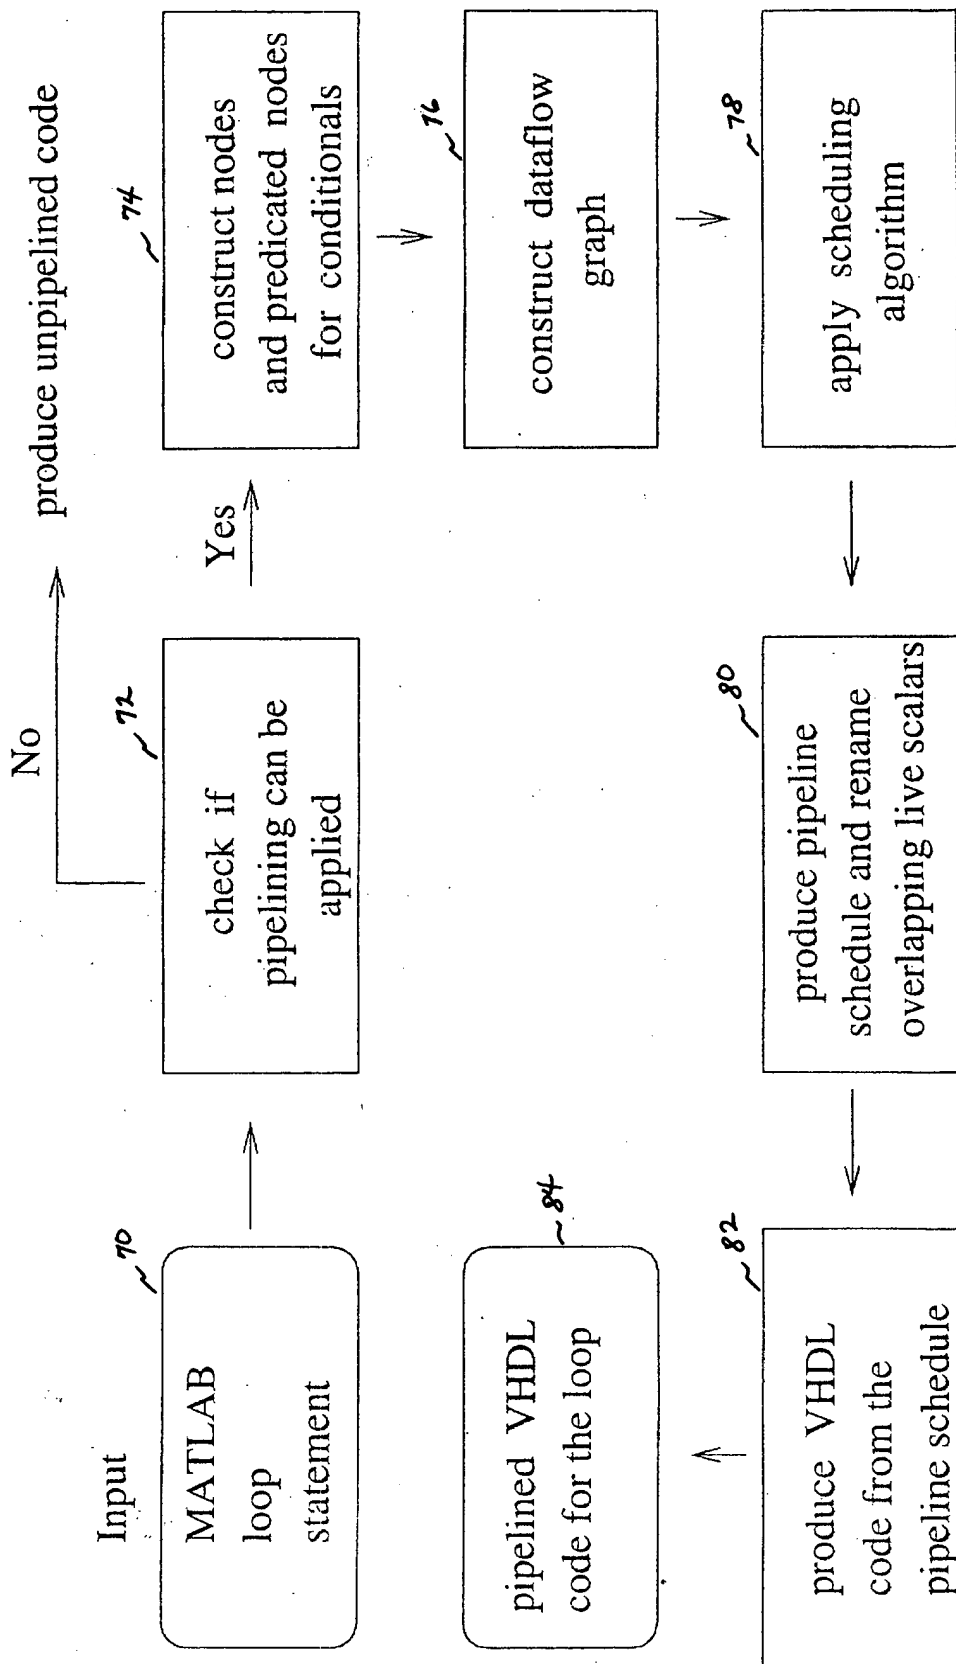 Input
70
MATLAB
loop
statement
72
check if
pipelining can be
applied
No
produce unpipelined code
Yes
74
construct nodes
and predicated nodes
for conditionals
76
construct dataflow
graph
78
apply scheduling
algorithm
80
produce pipeline
schedule and rename
overlapping live scalars
82
produce VHDL
code from the
pipeline schedule
84
pipelined VHDL
code for the loop